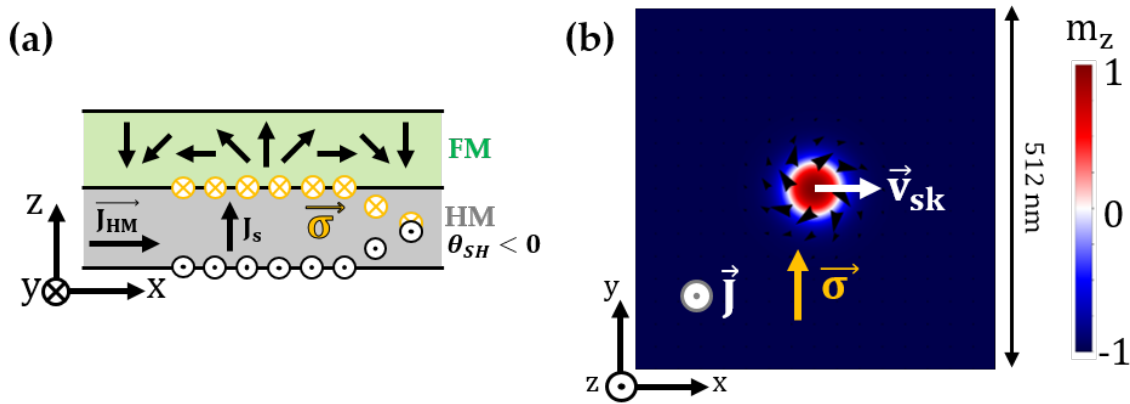 (a)
FM
z
J_HM
J_s
σ
HM
θ_SH < 0
y
x
(b)
m_z
1
v_sk
0
512 nm
J
σ
y
-1
z
x